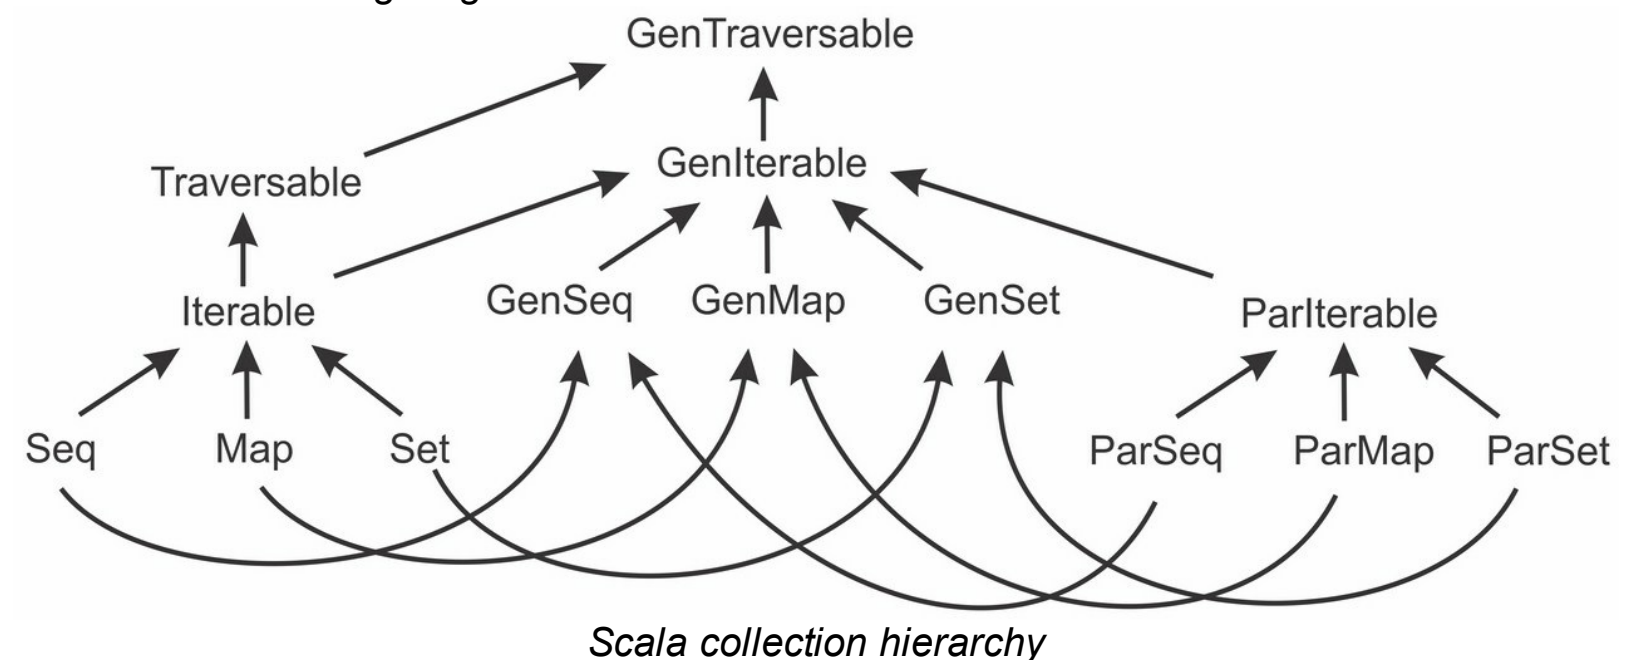 GenTraversable
Traversable
GenIterable
Iterable
GenSeq
GenMap
GenSet
ParIterable
Seq
Map
Set
ParSeq
ParMap
ParSet
Scala collection hierarchy